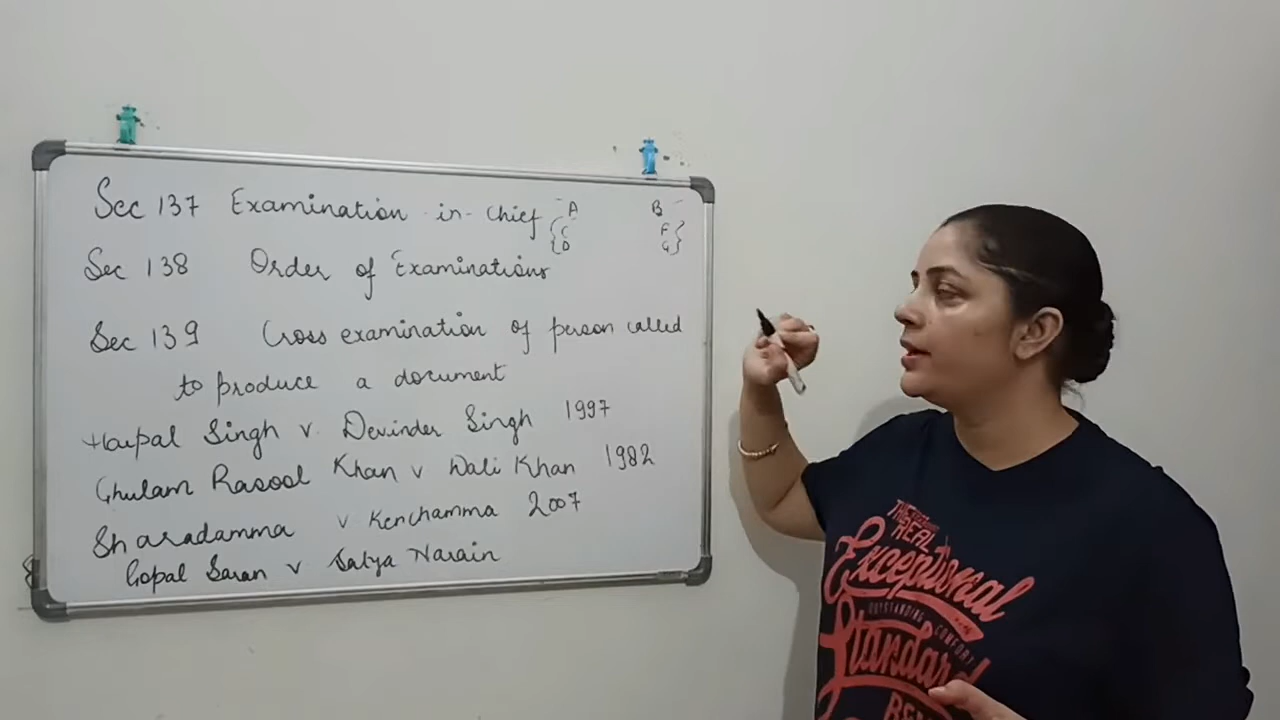 Sec 137 Examination-in-chief { A C D B F G }
Sec 138 Order of Examinations
Sec 139 Cross examination of person called
to produce a document
Harpal Singh v. Devinder Singh 1997
Ghulam Rasool Khan v Wali Khan 1982
Sharadamma v Kenchamma 2007
Gopal Saran v Satya Narain
REAL
Exceptional
OUTSTANDING COMFORT
Standard